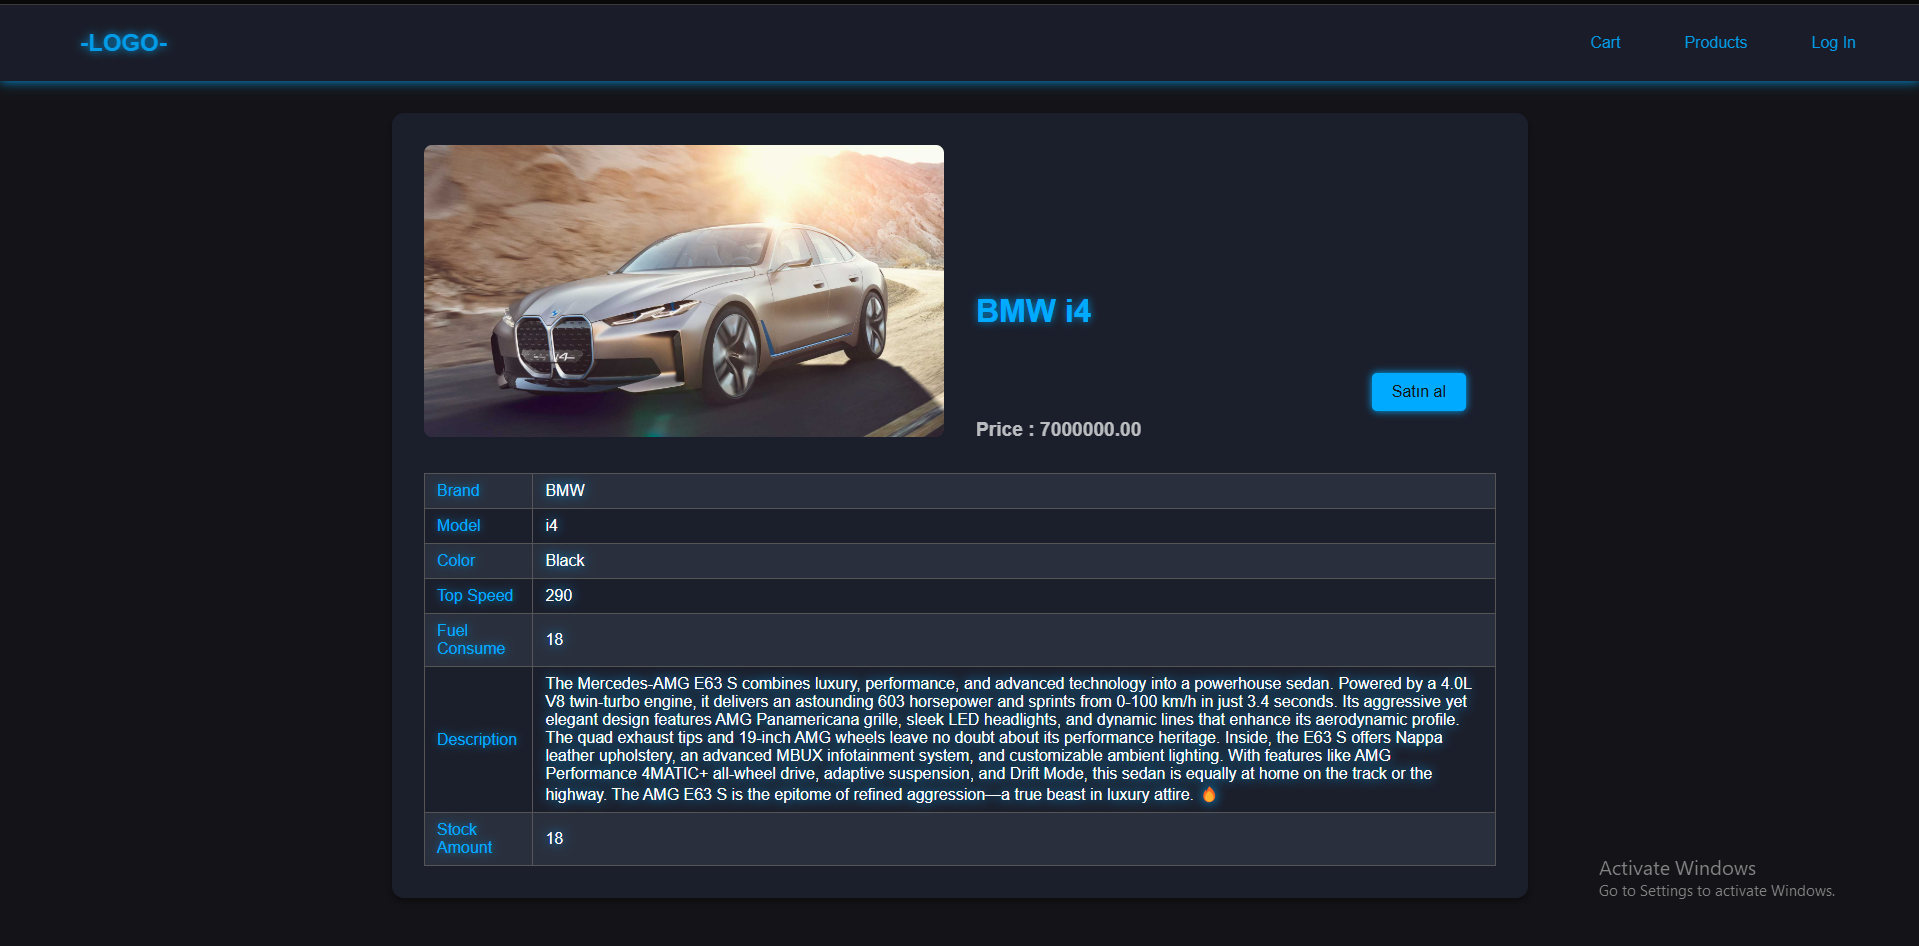 -LOGO-
Cart
Products
Log In
i4
BMW i4
Satın al
Price : 7000000.00
Brand
BMW
Model
i4
Color
Black
Top Speed
290
Fuel
Consume
18
Description
The Mercedes-AMG E63 S combines luxury, performance, and advanced technology into a powerhouse sedan. Powered by a 4.0L
V8 twin-turbo engine, it delivers an astounding 603 horsepower and sprints from 0-100 km/h in just 3.4 seconds. Its aggressive yet
elegant design features AMG Panamericana grille, sleek LED headlights, and dynamic lines that enhance its aerodynamic profile.
The quad exhaust tips and 19-inch AMG wheels leave no doubt about its performance heritage. Inside, the E63 S offers Nappa
leather upholstery, an advanced MBUX infotainment system, and customizable ambient lighting. With features like AMG
Performance 4MATIC+ all-wheel drive, adaptive suspension, and Drift Mode, this sedan is equally at home on the track or the
highway. The AMG E63 S is the epitome of refined aggression—a true beast in luxury attire. 🔥
Stock
Amount
18
Activate Windows
Go to Settings to activate Windows.